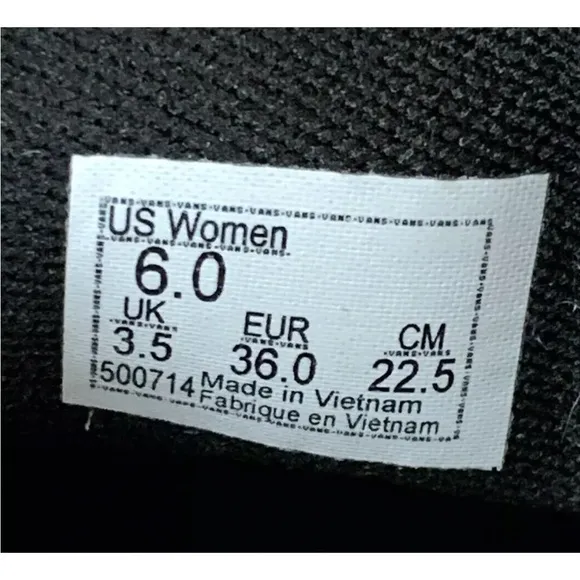 US Women
6.0
UK EUR CM
3.5 36.0 22.5
500714 Made in Vietnam
Fabrique en Vietnam